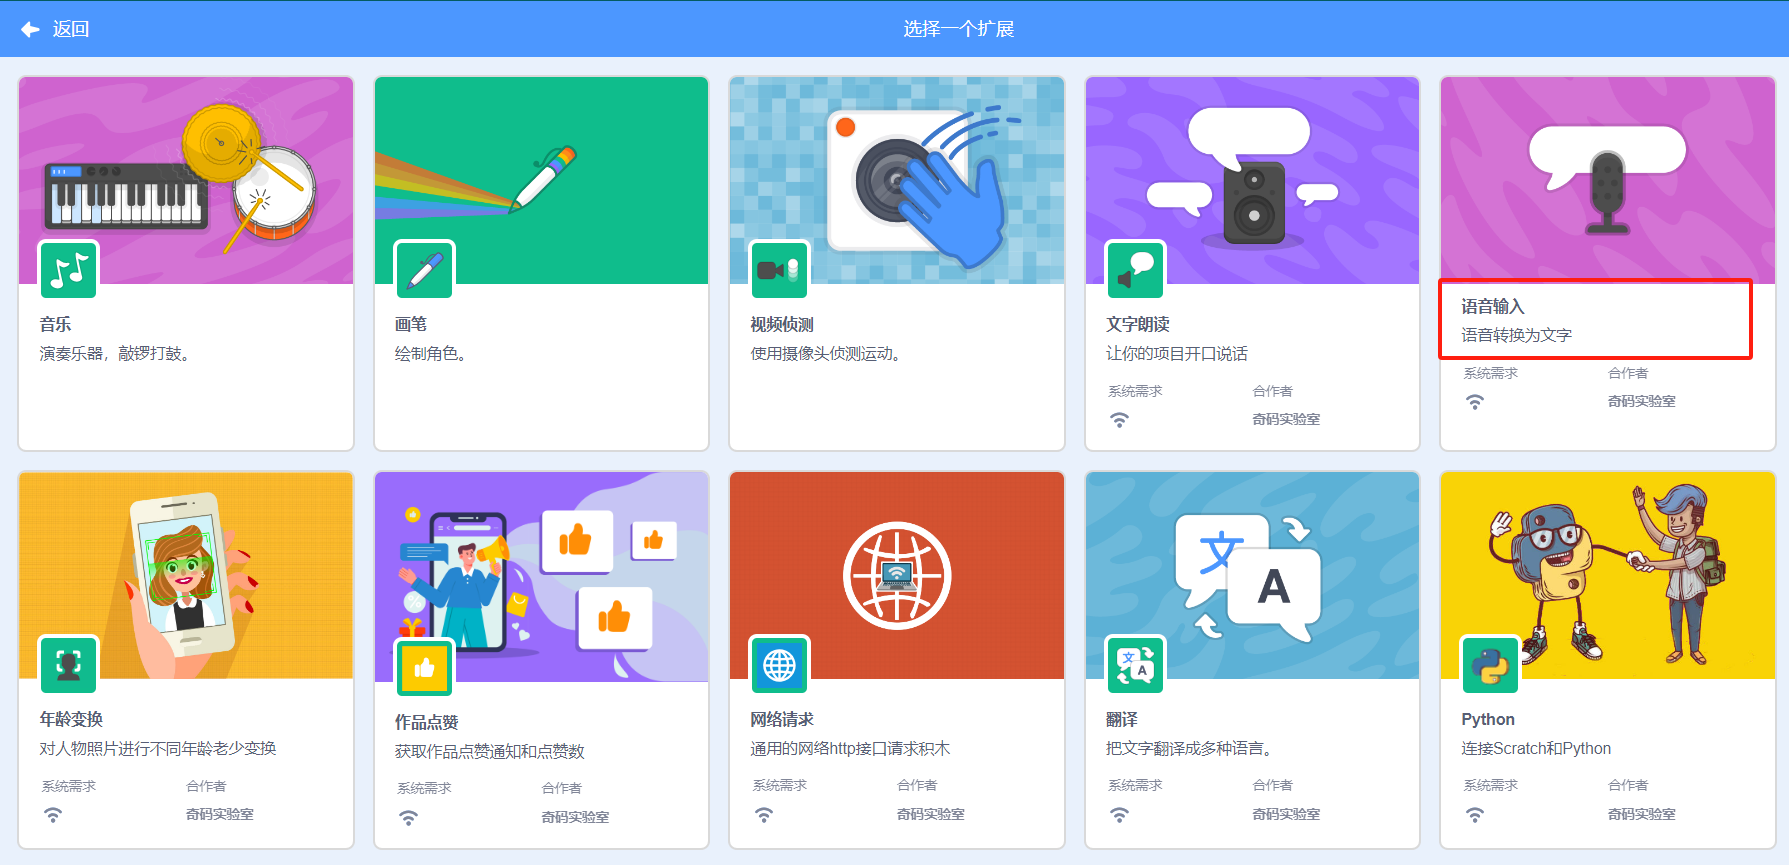 返回
选择一个扩展
音乐
演奏乐器，敲锣打鼓。
画笔
绘制角色。
视频侦测
使用摄像头侦测运动。
文字朗读
让你的项目开口说话
系统需求
合作者
奇码实验室
语音输入
语音转换为文字
系统需求
合作者
奇码实验室
年龄变换
对人物照片进行不同年龄老少变换
系统需求
合作者
奇码实验室
作品点赞
获取作品点赞通知和点赞数
系统需求
合作者
奇码实验室
网络请求
通用的网络http接口请求积木
系统需求
合作者
奇码实验室
文
A
文
A
翻译
把文字翻译成多种语言。
系统需求
合作者
奇码实验室
Python
连接Scratch和Python
系统需求
合作者
奇码实验室